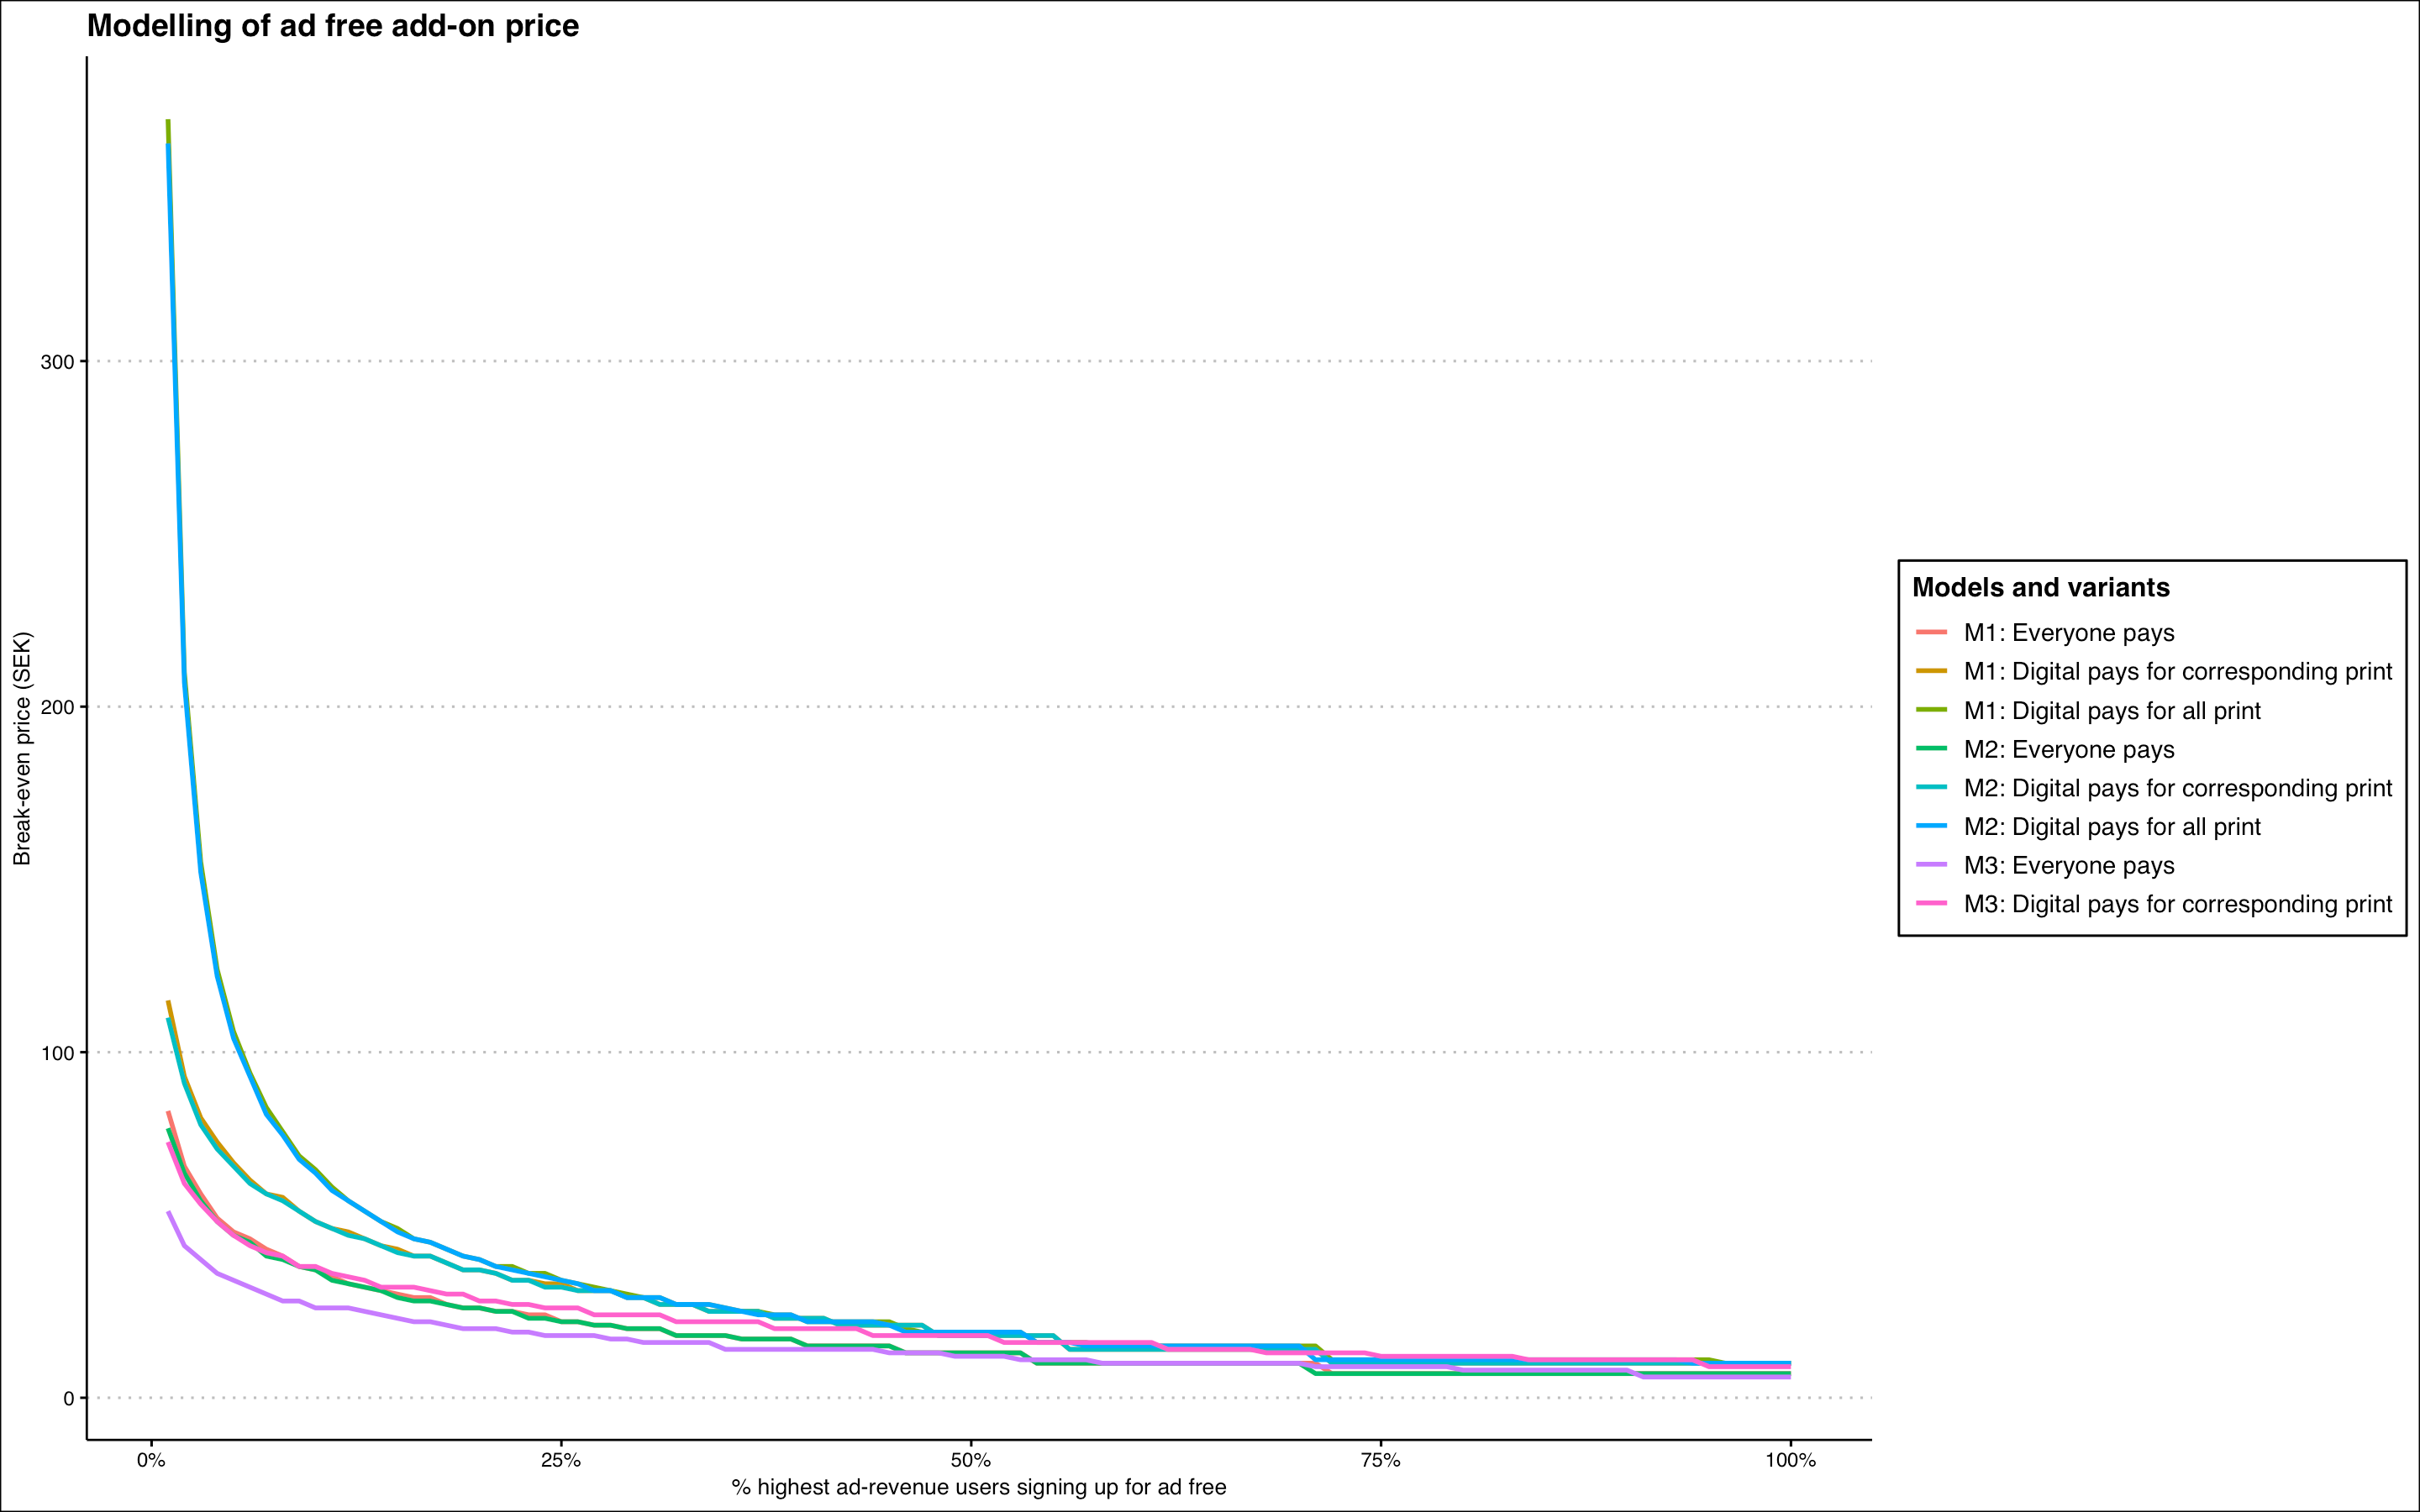 Modelling of ad free add-on price
300
200
100
0
Break-even price (SEK)
0%
25%
50%
75%
100%
% highest ad-revenue users signing up for ad free
Models and variants
M1: Everyone pays
M1: Digital pays for corresponding print
M1: Digital pays for all print
M2: Everyone pays
M2: Digital pays for corresponding print
M2: Digital pays for all print
M3: Everyone pays
M3: Digital pays for corresponding print